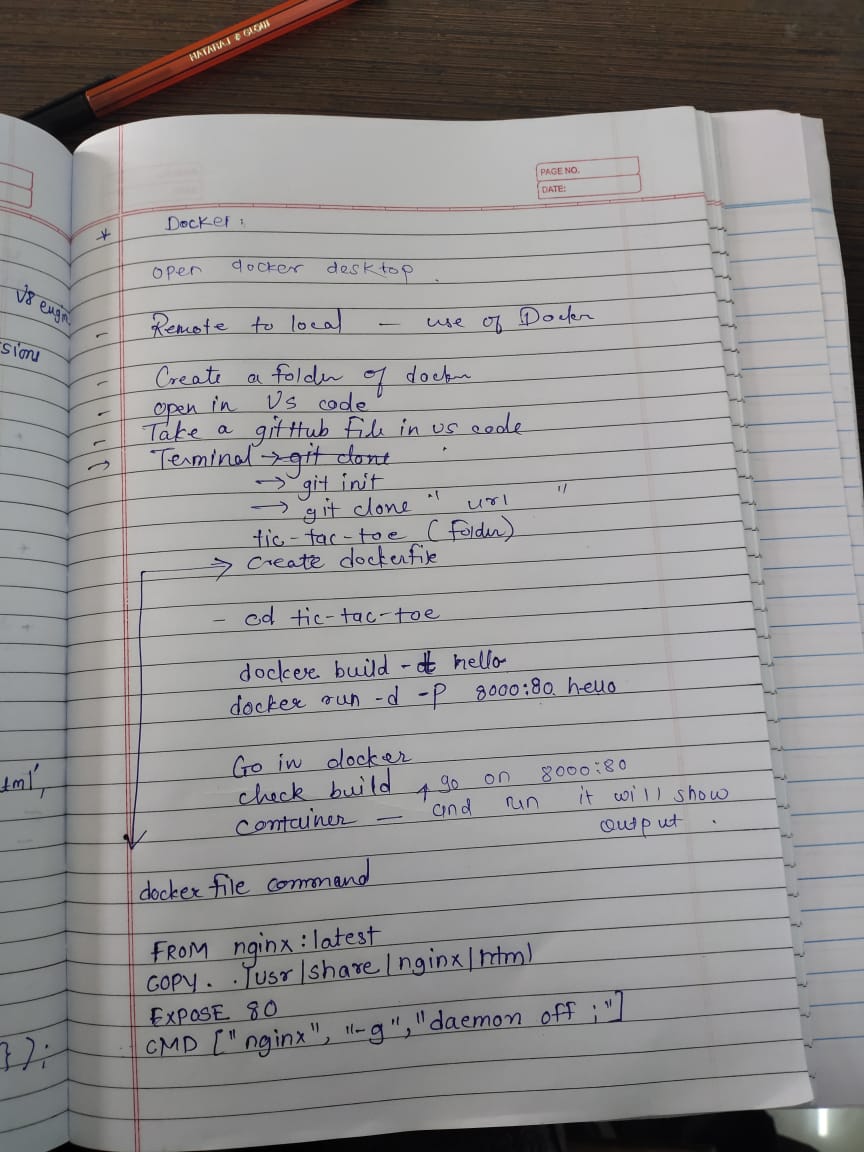 NATARAJ & GLOW
PAGE NO.
DATE:
V8 engin
sions
tml',
});
* Docker :
open docker desktop .
- Remote to local - use of Docker
- Create a folder of docker
- open in Vs code
- Take a gitHub file in vs code
→ Terminal → git clone
→ git init
→ git clone " url "
tic-tac-toe (folder)
⇒ create dockerfile
- cd tic-tac-toe
docker build -t hello
docker run -d -p 8000:80 hello
Go in docker
check build ↑ go on 8000:80
container - and run it will show
output .
docker file command
FROM nginx:latest
COPY . . /usr/share/nginx/html
EXPOSE 80
CMD ["nginx", "-g", "daemon off ;"]